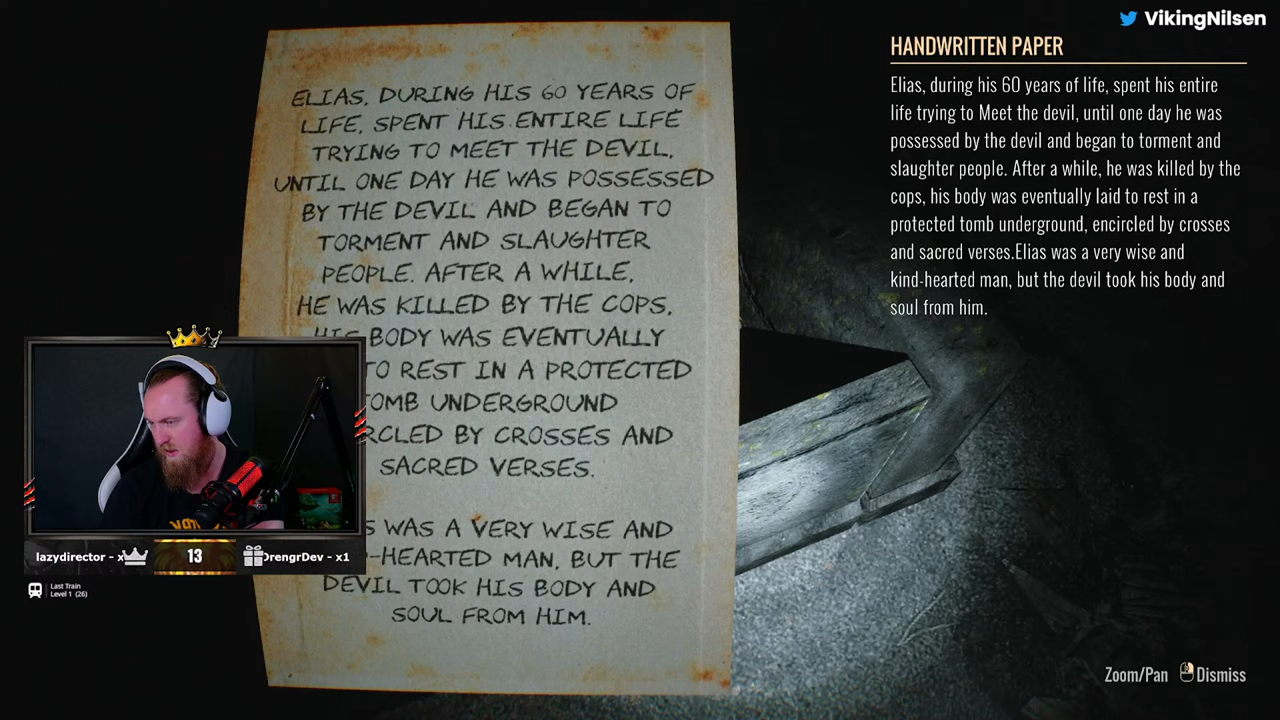 VikingNilsen
HANDWRITTEN PAPER
Elias, during his 60 years of life, spent his entire
life trying to Meet the devil, until one day he was
possessed by the devil and began to torment and
slaughter people. After a while, he was killed by the
cops, his body was eventually laid to rest in a
protected tomb underground, encircled by crosses
and sacred verses.Elias was a very wise and
kind-hearted man, but the devil took his body and
soul from him.
ELIAS, DURING HIS 60 YEARS OF
LIFE, SPENT HIS ENTIRE LIFE
TRYING TO MEET THE DEVIL,
UNTIL ONE DAY HE WAS POSSESSED
BY THE DEVIL AND BEGAN TO
TORMENT AND SLAUGHTER
PEOPLE. AFTER A WHILE,
HE WAS KILLED BY THE COPS,
HIS BODY WAS EVENTUALLY
TO REST IN A PROTECTED
TOMB UNDERGROUND
RCLED BY CROSSES AND
SACRED VERSES.
S WAS A VERY WISE AND
-HEARTED MAN, BUT THE
DEVIL TOOK HIS BODY AND
SOUL FROM HIM.
lazydirector - x
13
DrengrDev - x1
Last Train
Level 1 (26)
Zoom/Pan
Dismiss